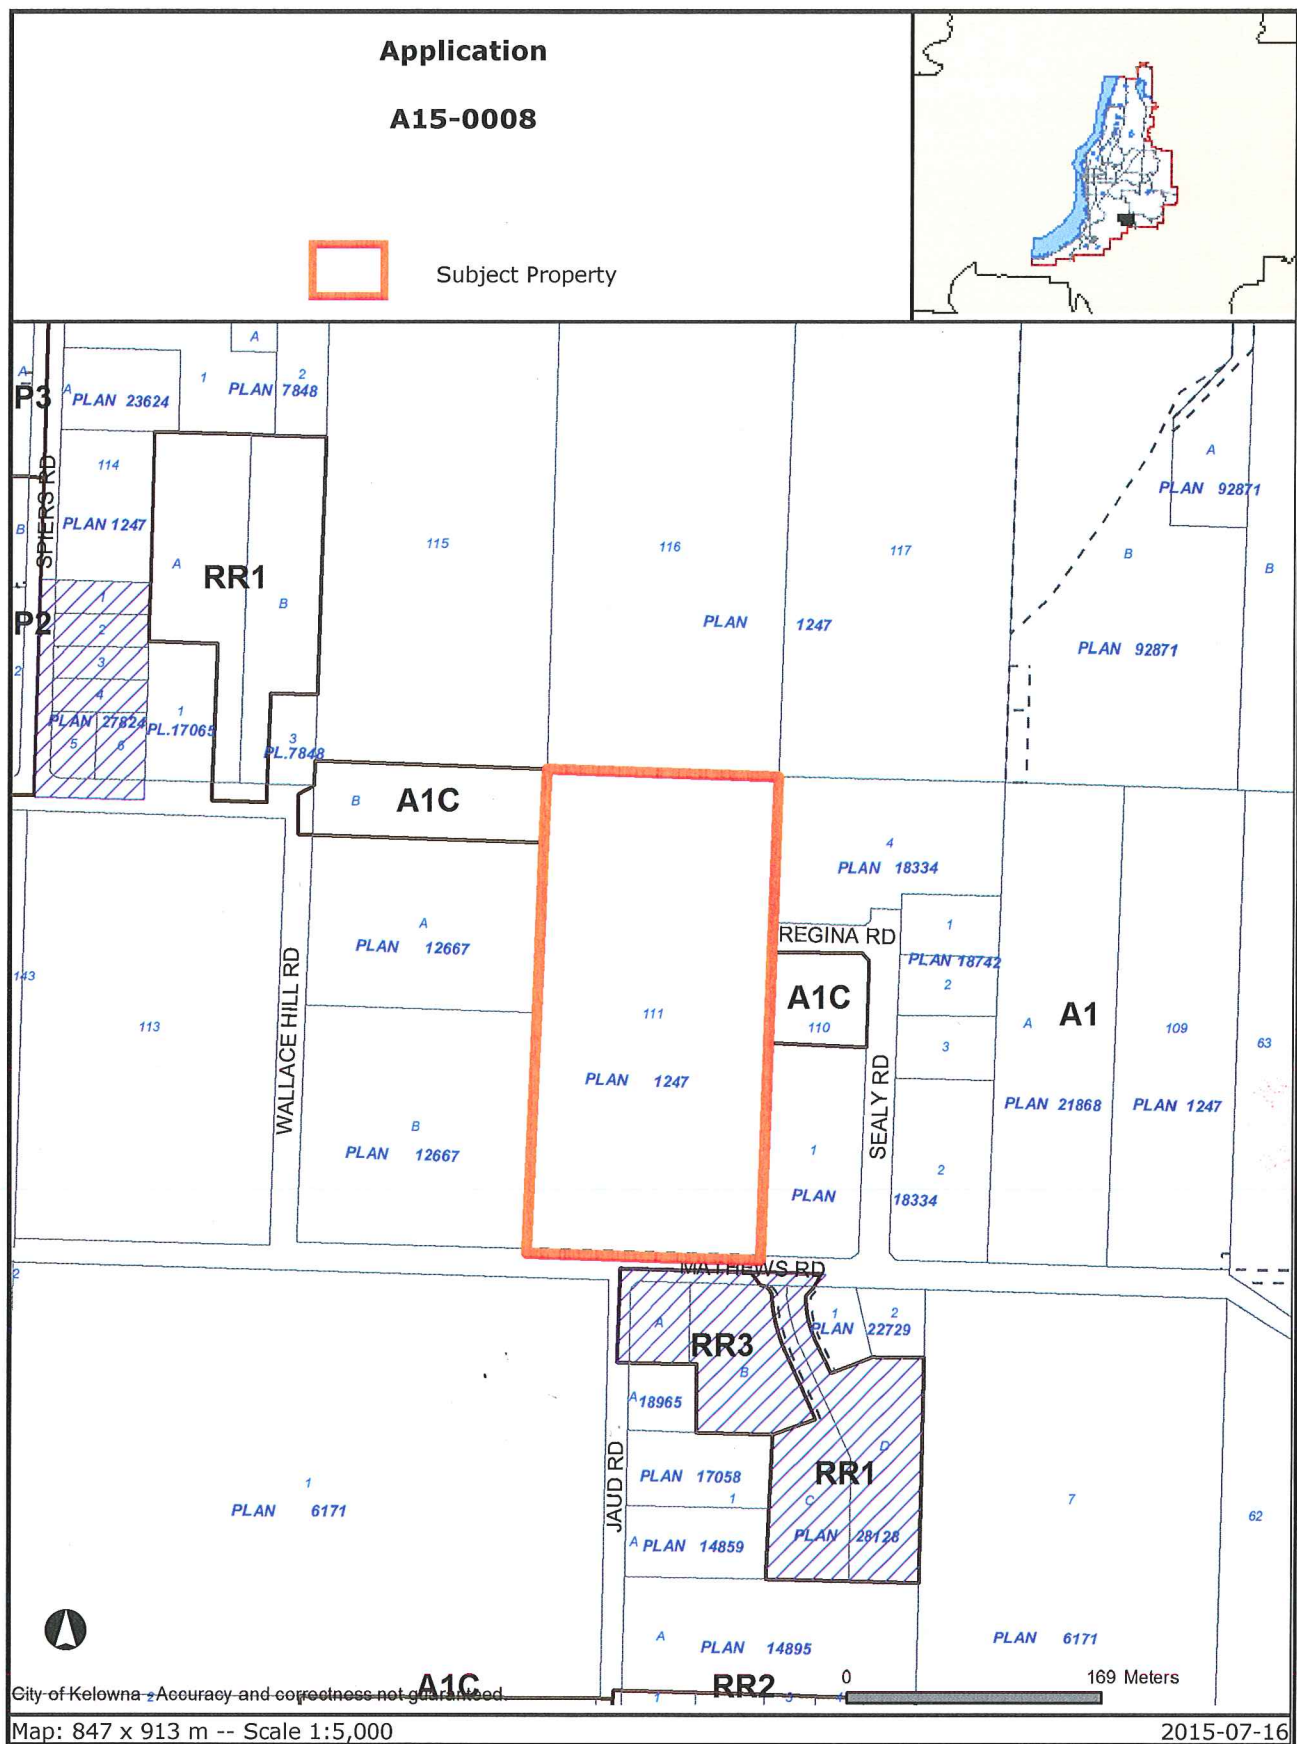 Application
A15-0008
Subject Property
A
A
1
2
P3
A
PLAN 23624
PLAN 7848
114
A
PLAN 92871
SPIERS RD
B
PLAN 1247
115
116
117
B
B
A
RR1
B
1
P2
2
PLAN 1247
3
2
PLAN 92871
4
1
PLAN 27824
PL.17065
3
5
6
PL.7848
B
A1C
4
PLAN 18334
A
PLAN 12667
REGINA RD
1
PLAN 18742
143
WALLACE HILL RD
A1C
2
113
111
110
A
A1
109
3
63
PLAN 1247
SEALY RD
PLAN 21868
PLAN 1247
B
PLAN 12667
1
2
PLAN 18334
2
MATHEWS RD
A
RR3
1
2
PLAN 22729
B
A 18965
D
JAUD RD
PLAN 17058
1
RR1
1
PLAN 6171
C
7
62
A PLAN 14859
PLAN 28128
A
PLAN 14895
PLAN 6171
A1C
RR2
0
169 Meters
City of Kelowna - Accuracy and correctness not guaranteed.
2
1
3
4
Map: 847 x 913 m -- Scale 1:5,000
2015-07-16